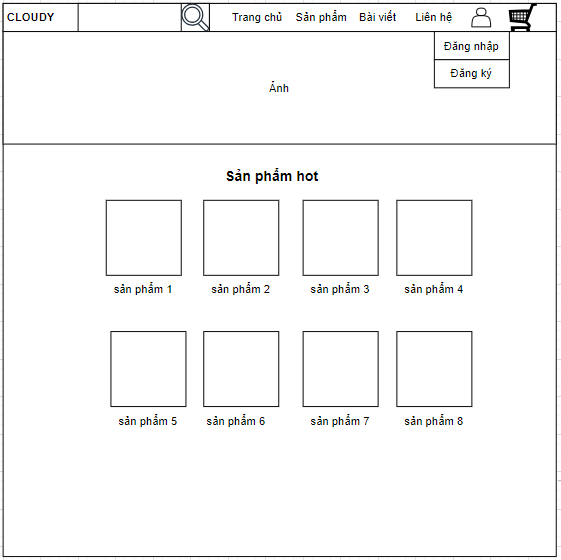 CLOUDY
Trang chủ Sản phẩm Bài viết Liên hệ
Đăng nhập
Đăng ký
Ảnh
Sản phẩm hot
sản phẩm 1 sản phẩm 2 sản phẩm 3 sản phẩm 4
sản phẩm 5 sản phẩm 6 sản phẩm 7 sản phẩm 8